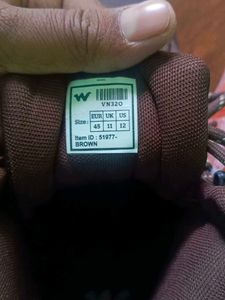 VN320
Size: EUR UK US
45 11 12
Item ID : 51977-
BROWN